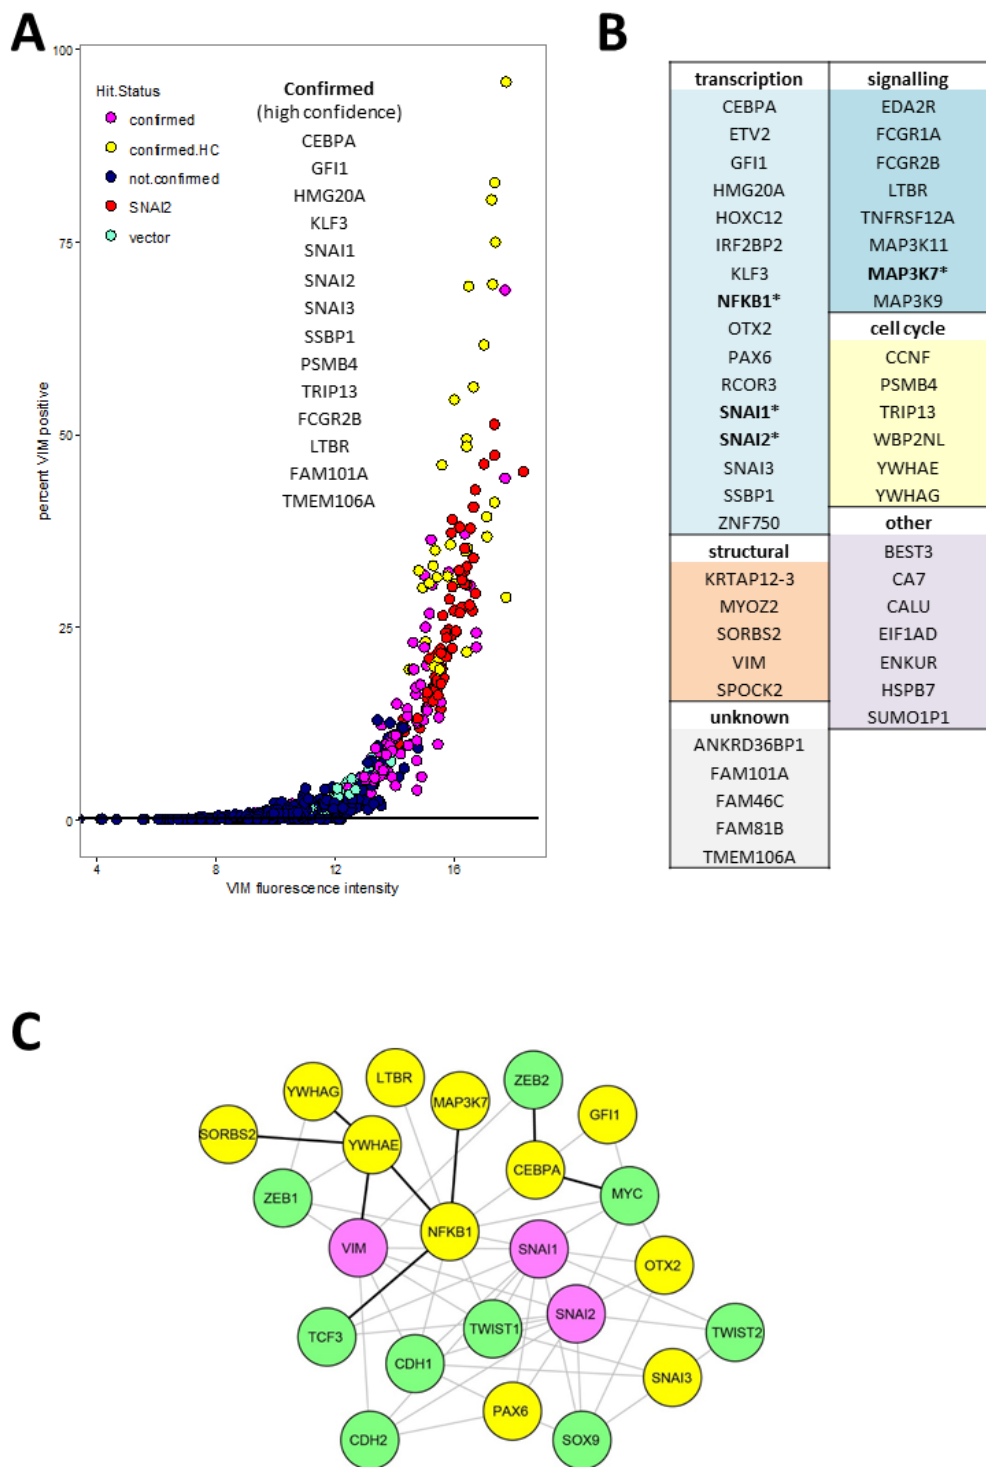 A
100
75
50
25
0
percent VIM positive
4
8
12
16
VIM fluorescence intensity
Hit.Status
confirmed
confirmed.HC
not.confirmed
SNAI2
vector
Confirmed
(high confidence)
CEBPA
GFI1
HMG20A
KLF3
SNAI1
SNAI2
SNAI3
SSBP1
PSMB4
TRIP13
FCGR2B
LTBR
FAM101A
TMEM106A
B
transcription
CEBPA
ETV2
GFI1
HMG20A
HOXC12
IRF2BP2
KLF3
NFKB1*
OTX2
PAX6
RCOR3
SNAI1*
SNAI2*
SNAI3
SSBP1
ZNF750
structural
KRTAP12-3
MYOZ2
SORBS2
VIM
SPOCK2
unknown
ANKRD36BP1
FAM101A
FAM46C
FAM81B
TMEM106A
signalling
EDA2R
FCGR1A
FCGR2B
LTBR
TNFRSF12A
MAP3K11
MAP3K7*
MAP3K9
cell cycle
CCNF
PSMB4
TRIP13
WBP2NL
YWHAE
YWHAG
other
BEST3
CA7
CALU
EIF1AD
ENKUR
HSPB7
SUMO1P1
C
YWHAG
LTBR
MAP3K7
ZEB2
GFI1
SORBS2
YWHAE
CEBPA
ZEB1
MYC
NFKB1
VIM
SNAI1
OTX2
SNAI2
TCF3
TWIST1
TWIST2
CDH1
SNAI3
PAX6
CDH2
SOX9